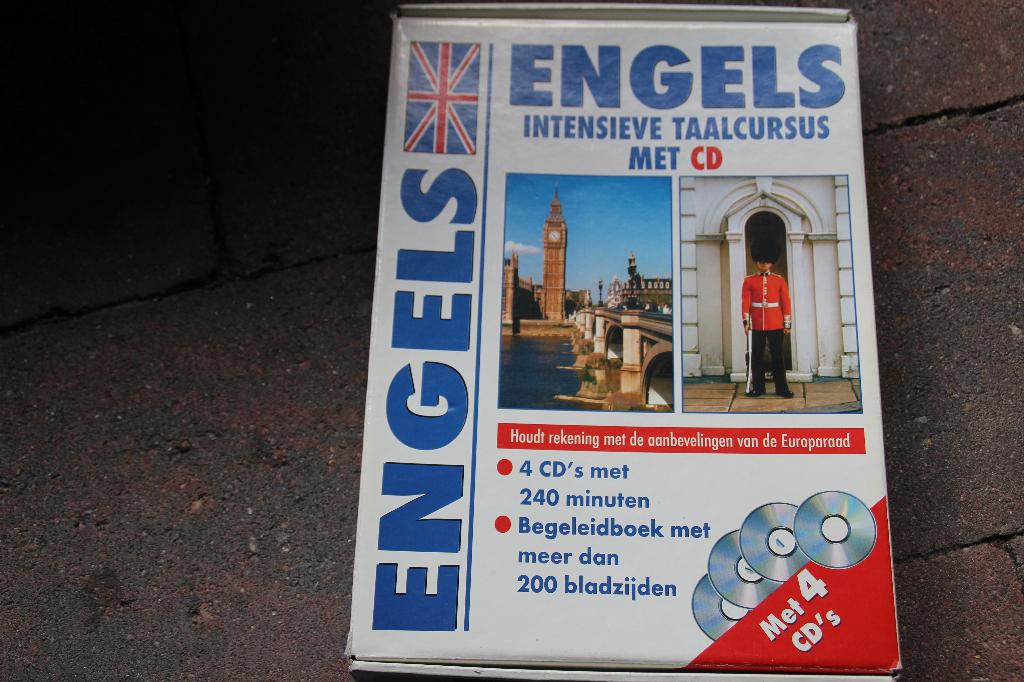 ENGELS
ENGELS
INTENSIEVE TAALCURSUS
MET CD
Houdt rekening met de aanbevelingen van de Europaraad
4 CD's met
240 minuten
Begeleidboek met
meer dan
200 bladzijden
Met 4
CD's